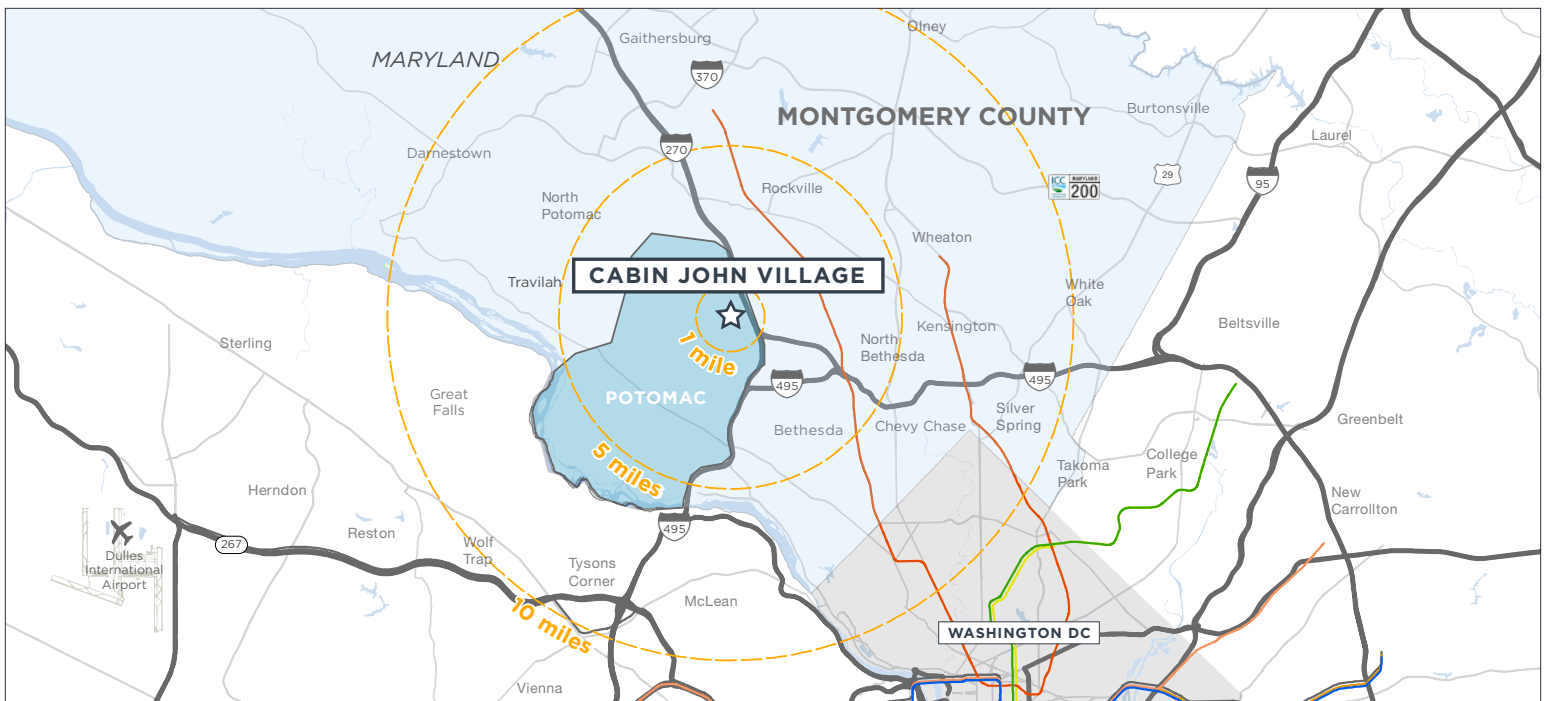 Olney
Gaithersburg
MARYLAND
370
MONTGOMERY COUNTY
Burtonsville
Laurel
270
Darnestown
29
95
ICC
MARYLAND
200
Rockville
North
Potomac
Wheaton
CABIN JOHN VILLAGE
Travilah
White
Oak
Kensington
Beltsville
Sterling
1 mile
North
Bethesda
495
495
POTOMAC
Great
Falls
Silver
Spring
Bethesda
Chevy Chase
Greenbelt
5 miles
Takoma
Park
College
Park
Herndon
New
Carrollton
Reston
495
267
Wolf
Trap
Dulles
International
Airport
Tysons
Corner
McLean
10 miles
WASHINGTON DC
Vienna